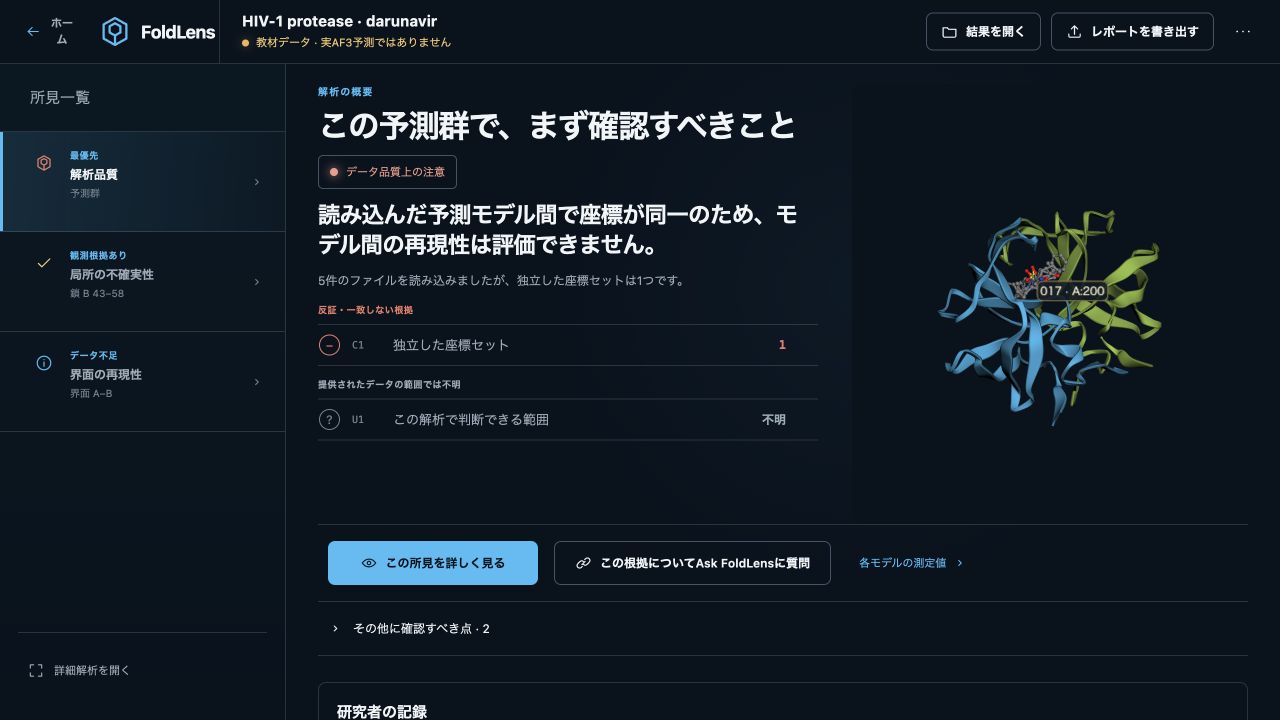 ホー
ム
FoldLens
HIV-1 protease · darunavir
教材データ · 実AF3予測ではありません
結果を開く
レポートを書き出す
···
所見一覧
最優先
解析品質
予測群
観測根拠あり
局所の不確実性
鎖 B 43–58
データ不足
界面の再現性
界面 A–B
詳細解析を開く
解析の概要
この予測群で、まず確認すべきこと
データ品質上の注意
読み込んだ予測モデル間で座標が同一のため、モ
デル間の再現性は評価できません。
5件のファイルを読み込みましたが、独立した座標セットは1つです。
反証・一致しない根拠
C1 独立した座標セット 1
提供されたデータの範囲では不明
? U1 この解析で判断できる範囲 不明
017 · A:200
この所見を詳しく見る
この根拠についてAsk FoldLensに質問
各モデルの測定値
その他に確認すべき点 · 2
研究者の記録